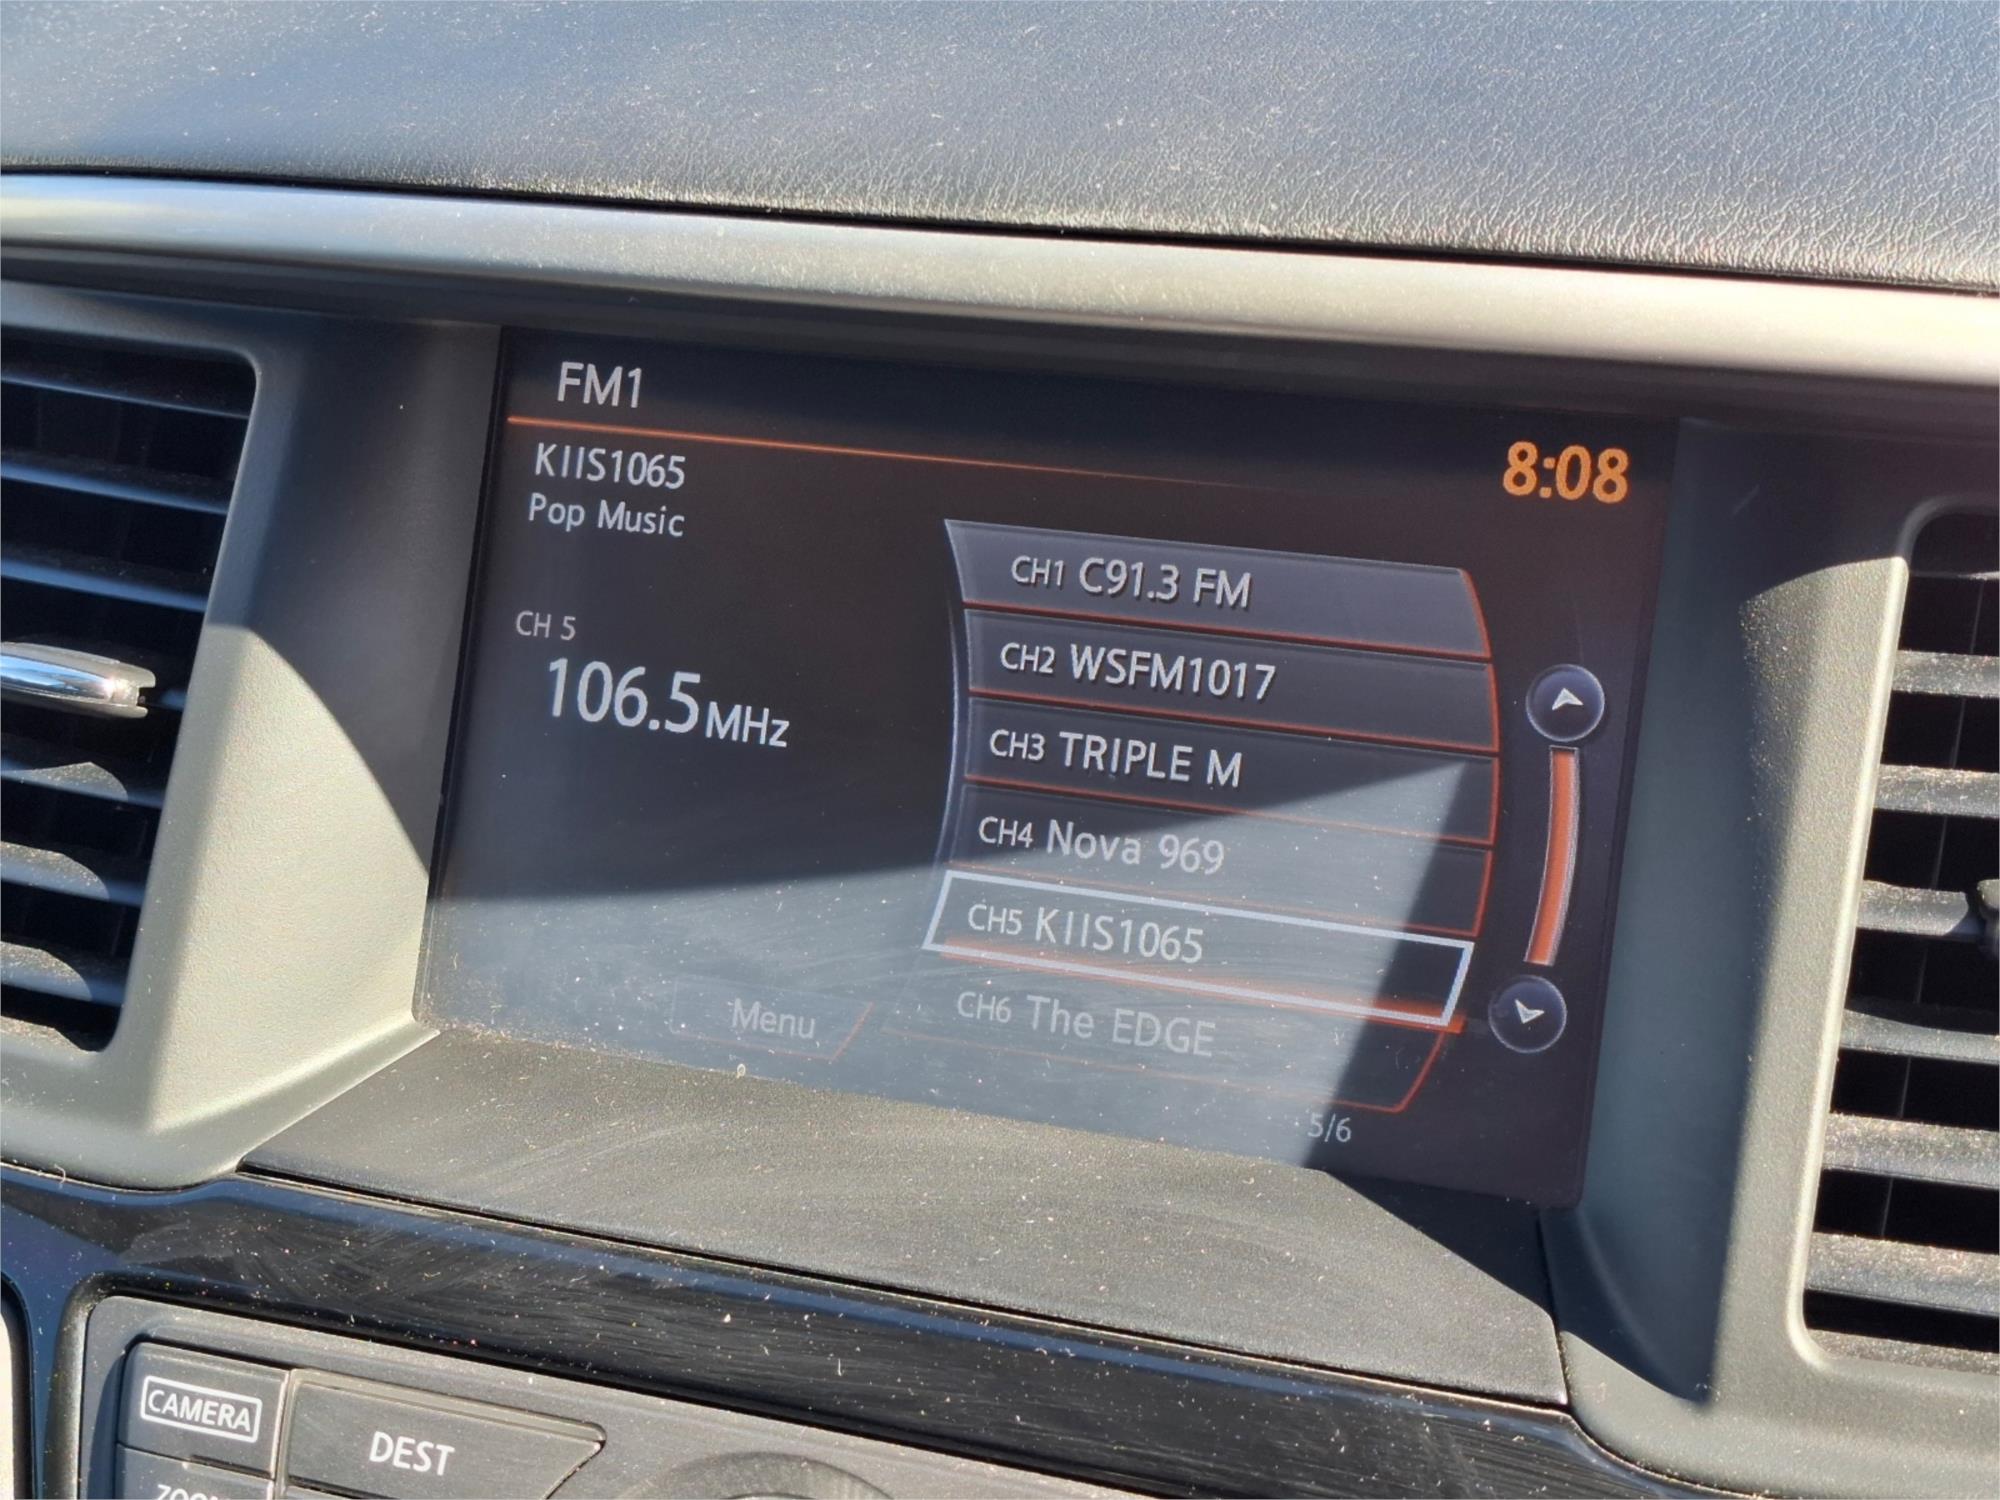 FM1
8:08
KIIS1065
Pop Music
CH 5
106.5MHz
CH1 C91.3 FM
CH2 WSFM1017
CH3 TRIPLE M
CH4 Nova 969
CH5 KIIS1065
CH6 The EDGE
Menu
5/6
CAMERA
DEST